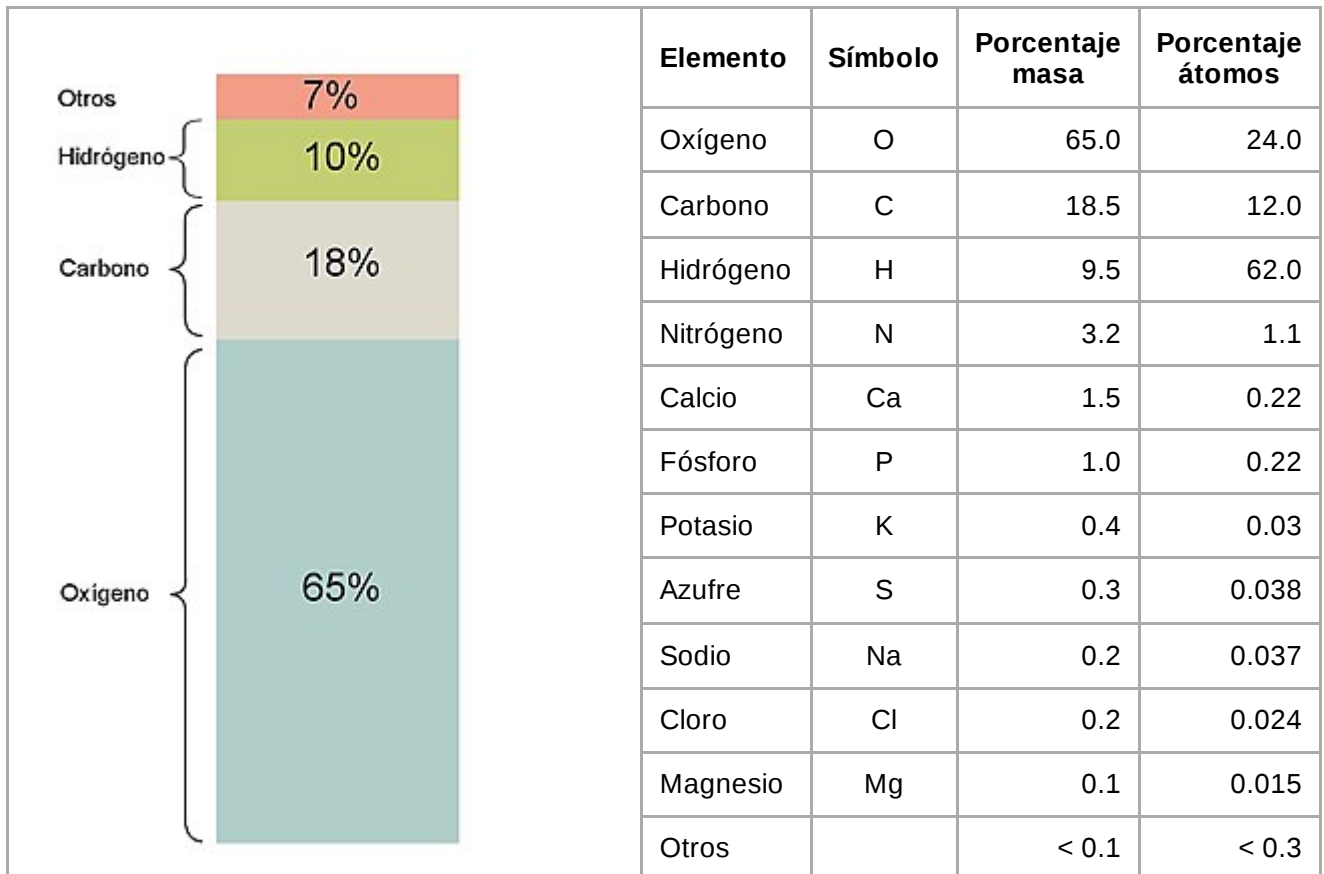 Otros 7%
Hidrógeno 10%
Carbono 18%
Oxígeno 65%
Elemento Símbolo Porcentaje masa Porcentaje átomos
Oxígeno O 65.0 24.0
Carbono C 18.5 12.0
Hidrógeno H 9.5 62.0
Nitrógeno N 3.2 1.1
Calcio Ca 1.5 0.22
Fósforo P 1.0 0.22
Potasio K 0.4 0.03
Azufre S 0.3 0.038
Sodio Na 0.2 0.037
Cloro Cl 0.2 0.024
Magnesio Mg 0.1 0.015
Otros < 0.1 < 0.3